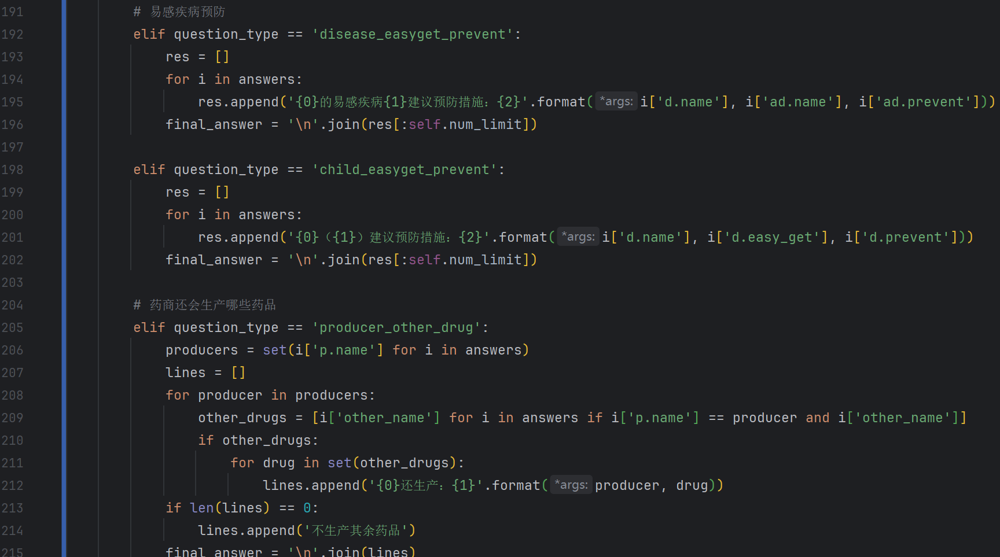 191 # 易感疾病预防
192 elif question_type == 'disease_easyget_prevent':
193 res = []
194 for i in answers:
195 res.append('{0}的易感疾病{1}建议预防措施：{2}'.format( *args: i['d.name'], i['ad.name'], i['ad.prevent']))
196 final_answer = '\n'.join(res[:self.num_limit])
197
198 elif question_type == 'child_easyget_prevent':
199 res = []
200 for i in answers:
201 res.append('{0}（{1}）建议预防措施：{2}'.format( *args: i['d.name'], i['d.easy_get'], i['d.prevent']))
202 final_answer = '\n'.join(res[:self.num_limit])
203
204 # 药商还会生产哪些药品
205 elif question_type == 'producer_other_drug':
206 producers = set(i['p.name'] for i in answers)
207 lines = []
208 for producer in producers:
209 other_drugs = [i['other_name'] for i in answers if i['p.name'] == producer and i['other_name']]
210 if other_drugs:
211 for drug in set(other_drugs):
212 lines.append('{0}还生产：{1}'.format( *args: producer, drug))
213 if len(lines) == 0:
214 lines.append('不生产其余药品')
215 final_answer = '\n'.join(lines)